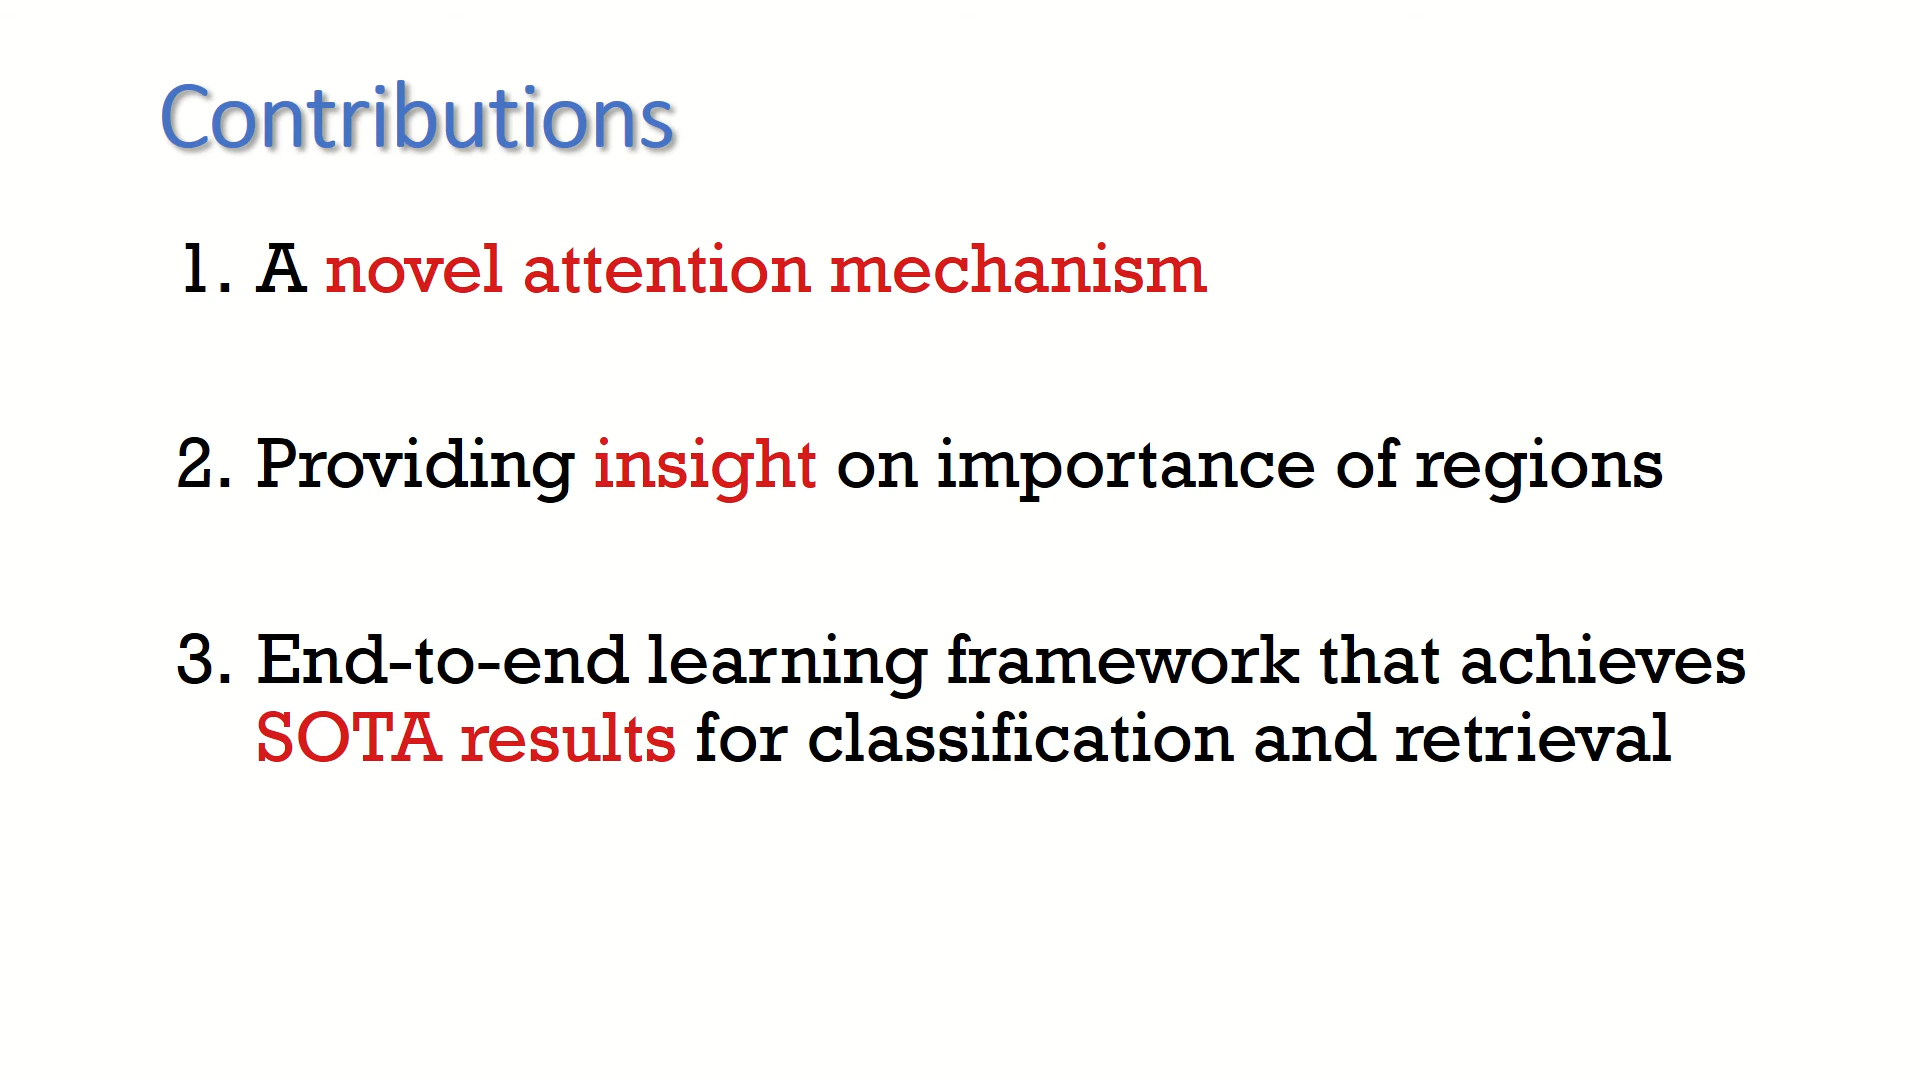 Contributions
1. A novel attention mechanism
2. Providing insight on importance of regions
3. End-to-end learning framework that achieves
SOTA results for classification and retrieval